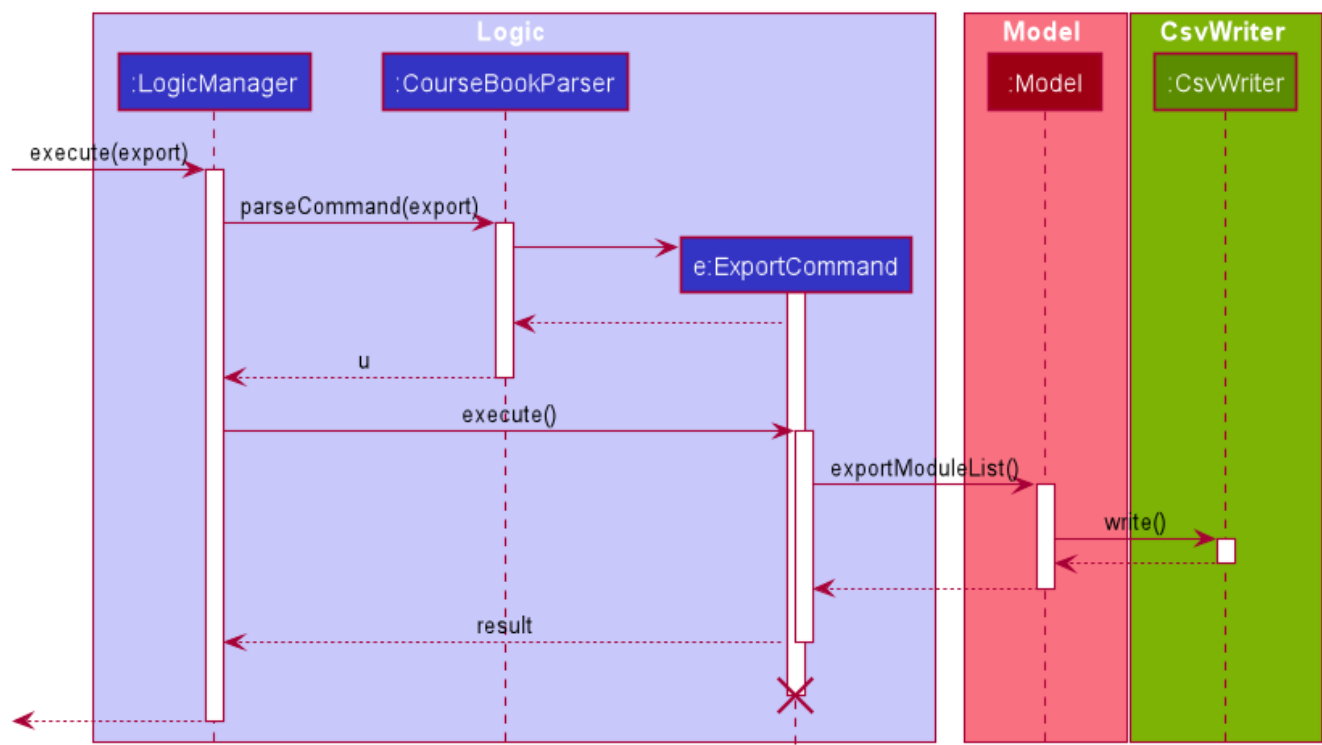 Logic
Model
CsvWriter
:LogicManager
:CourseBookParser
:Model
:CsvWriter
execute(export)
parseCommand(export)
e:ExportCommand
u
execute()
exportModuleList()
write()
result